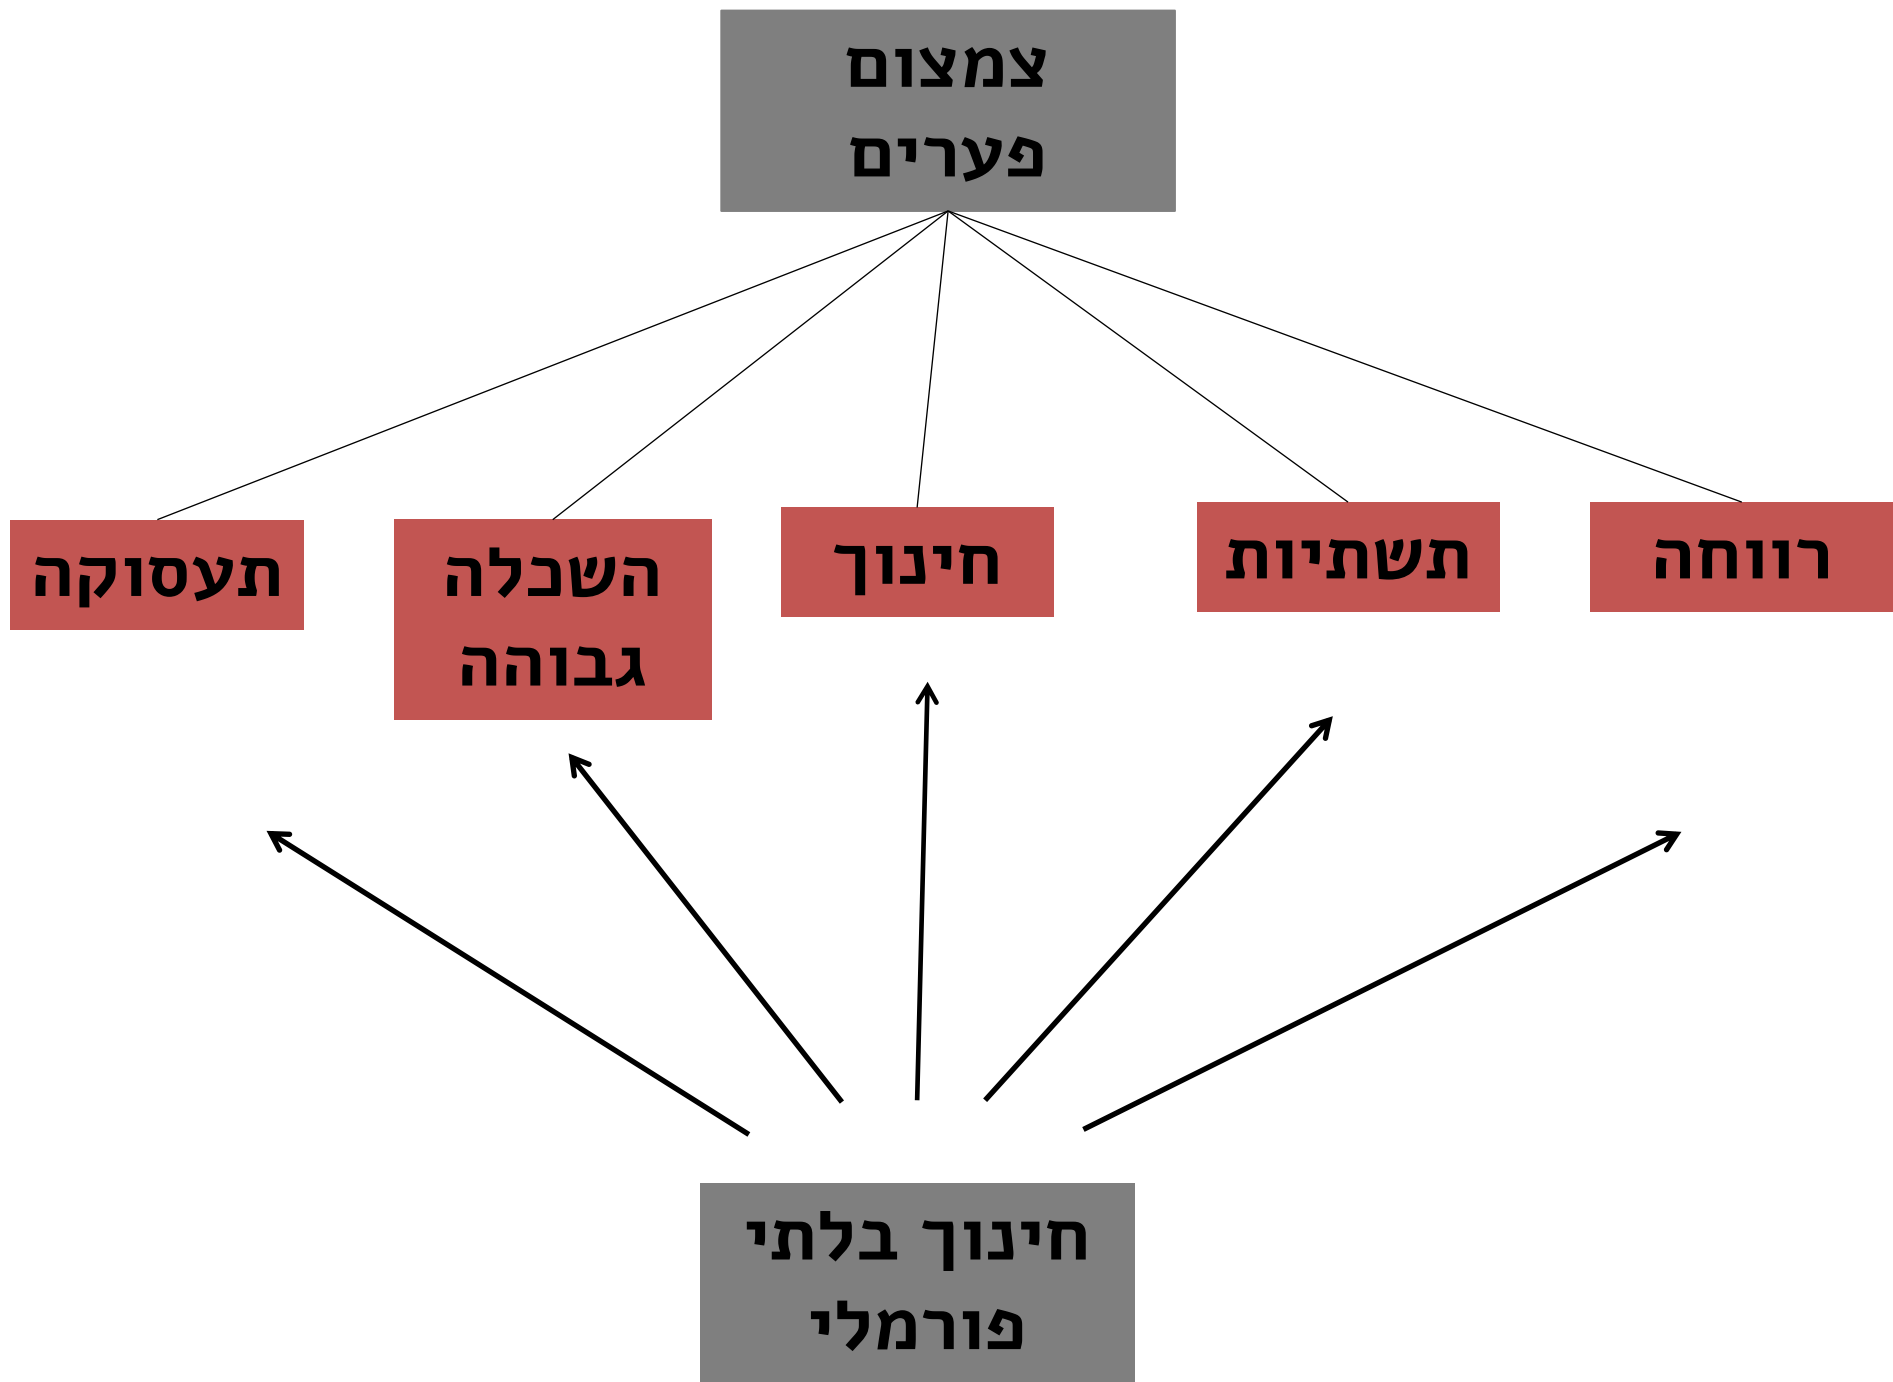 צמצום
פערים
רווחה
תשתיות
חינוך
השכלה
גבוהה
תעסוקה
חינוך בלתי
פורמלי